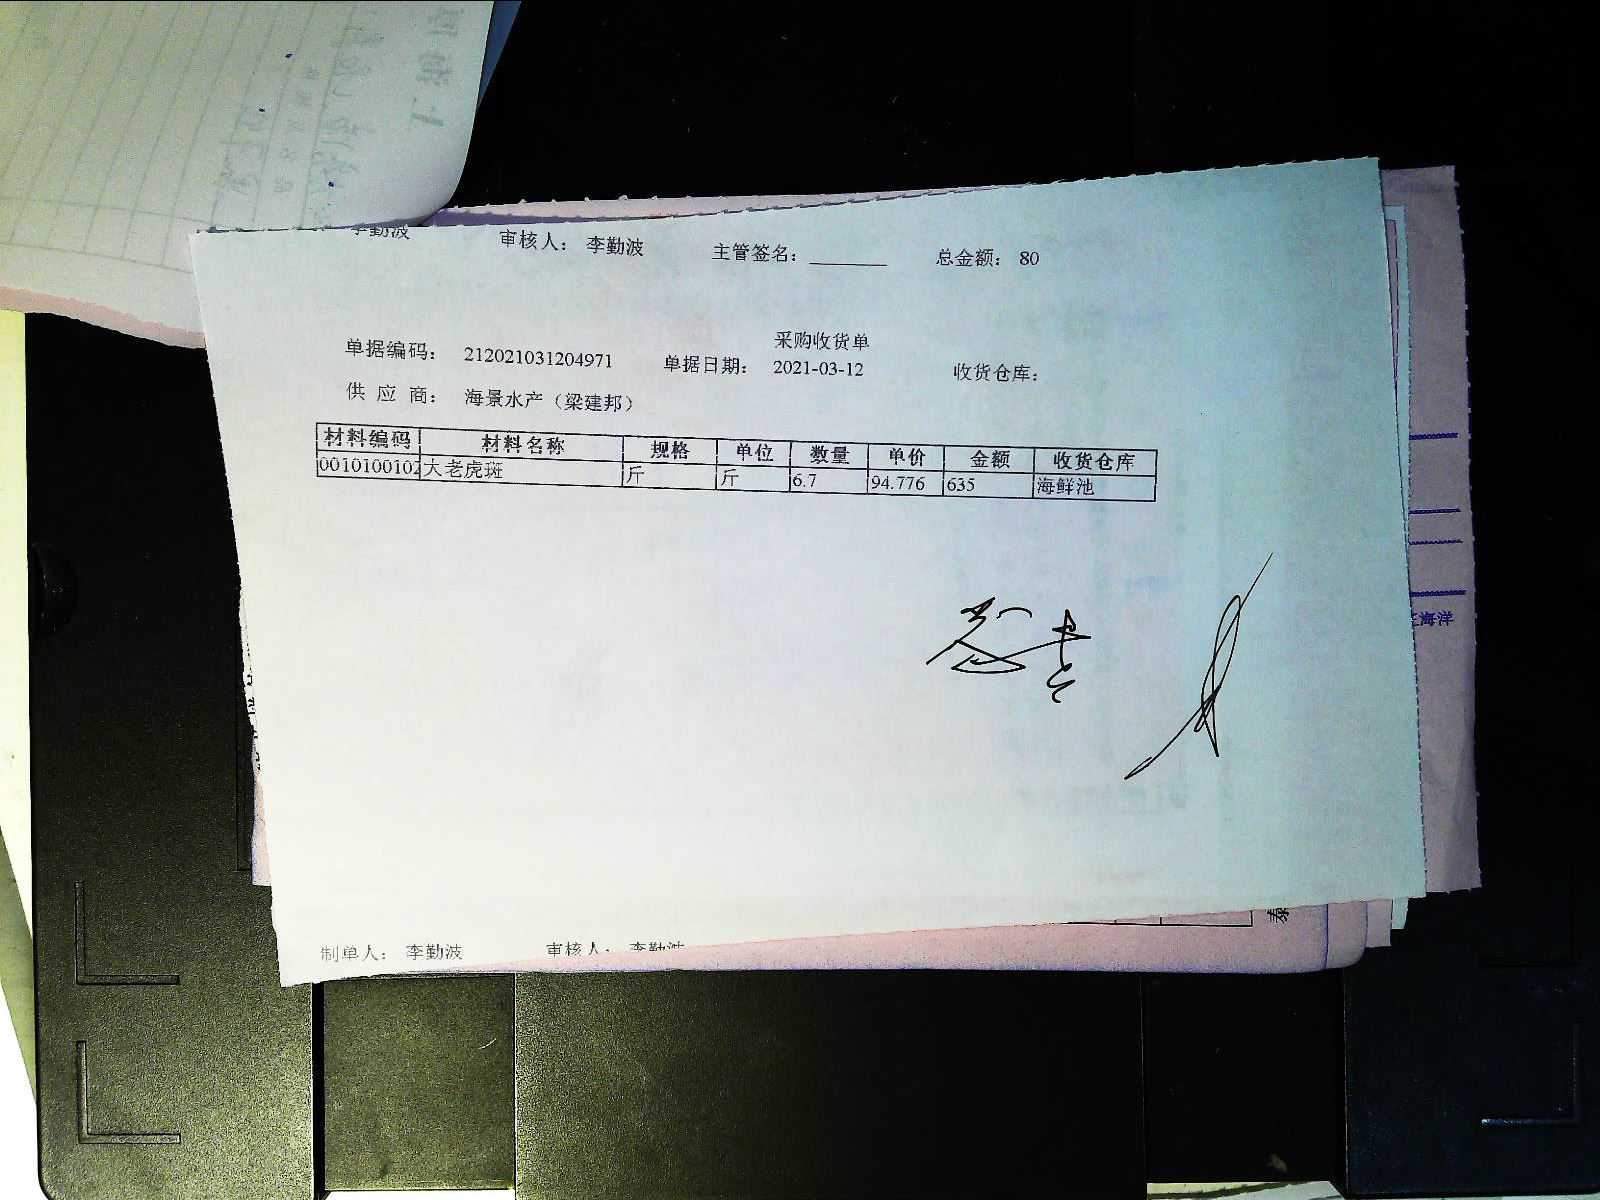 李勤波 审核人： 李勤波 主管签名：________ 总金额： 80
采购收货单
单据编码： 212021031204971 单据日期： 2021-03-12 收货仓库：
供 应 商： 海景水产（梁建邦）
材料编码 材料名称 规格 单位 数量 单价 金额 收货仓库
0010100102 大老虎斑 斤 斤 6.7 94.776 635 海鲜池
海洋
泰
制单人： 李勤波 审核人： 李勤波